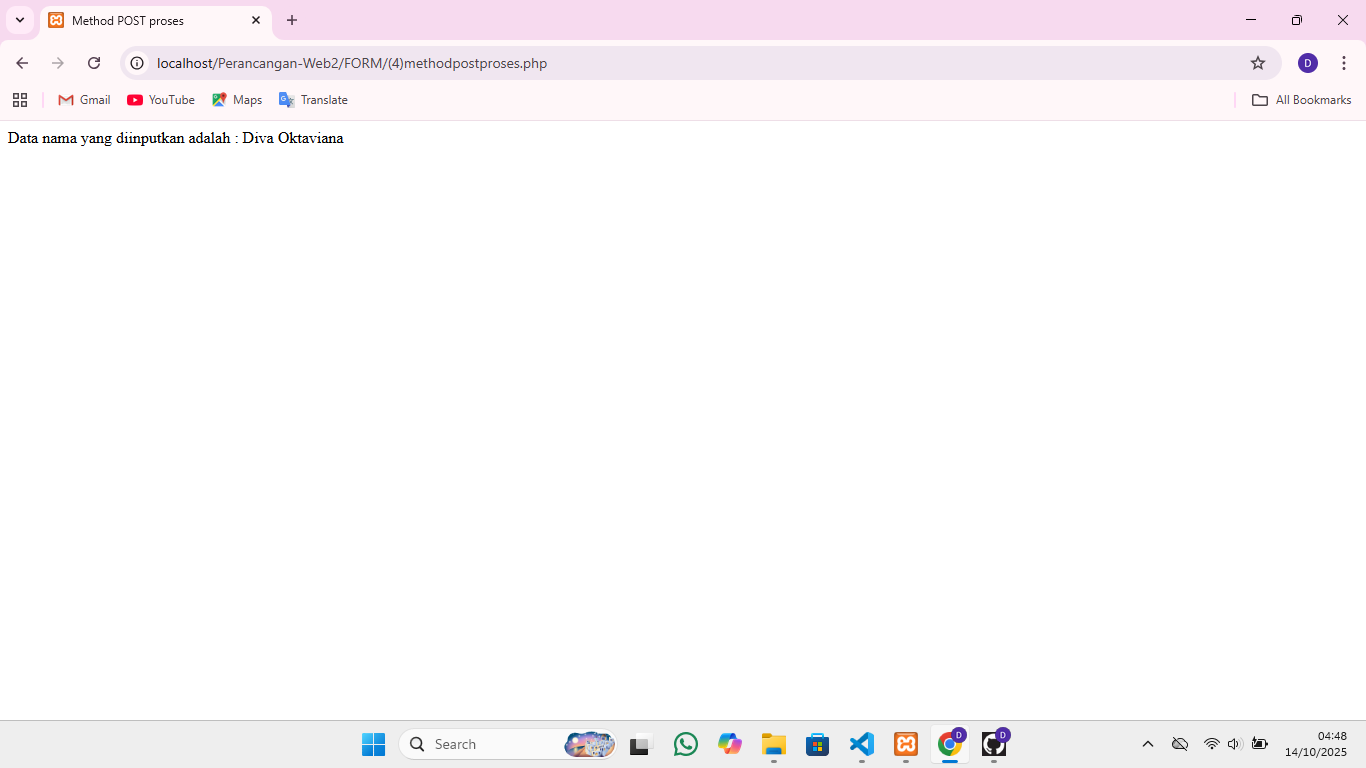 Method POST proses
localhost/Perancangan-Web2/FORM/(4)methodpostproses.php
D
Gmail
YouTube
Maps
Translate
All Bookmarks
Data nama yang diinputkan adalah : Diva Oktaviana
Search
D
D
04:48
14/10/2025